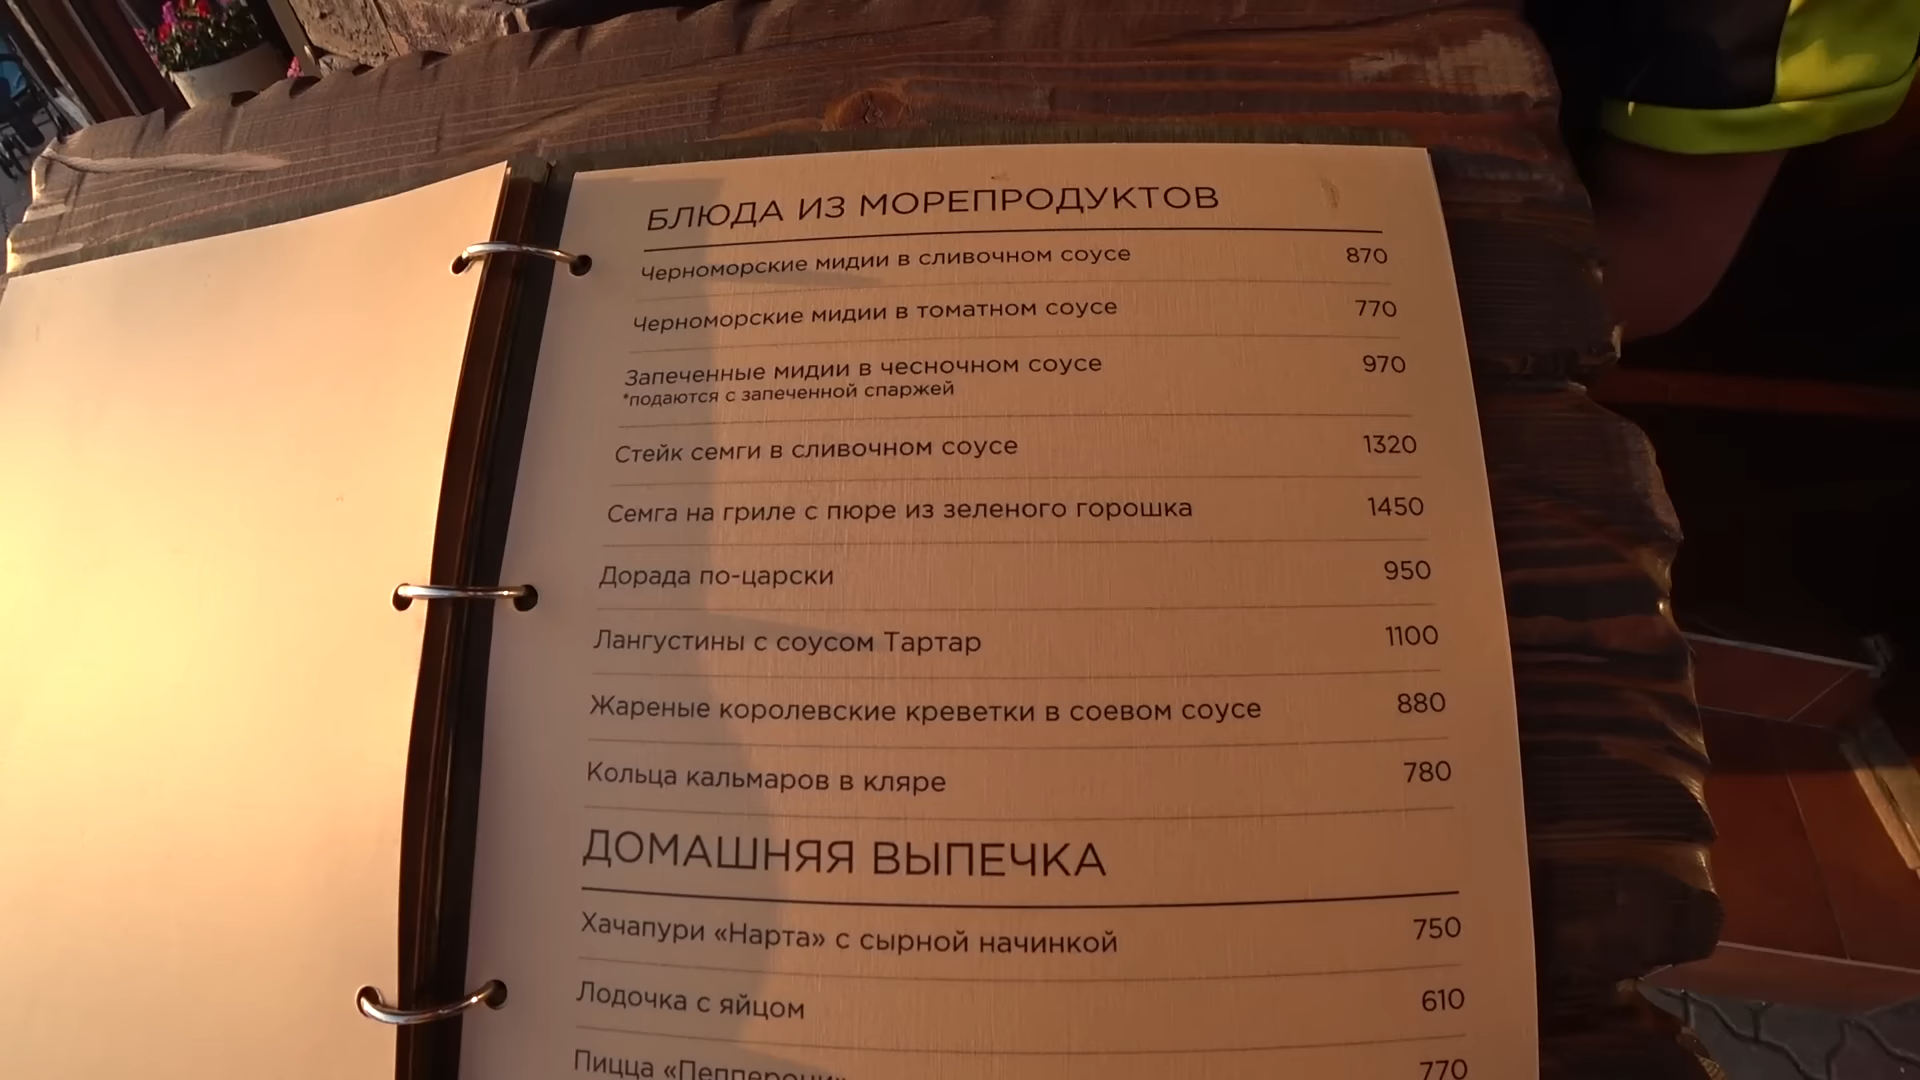 БЛЮДА ИЗ МОРЕПРОДУКТОВ
Черноморские мидии в сливочном соусе 870
Черноморские мидии в томатном соусе 770
Запеченные мидии в чесночном соусе 970
*подаются с запеченной спаржей
Стейк семги в сливочном соусе 1320
Семга на гриле с пюре из зеленого горошка 1450
Дорада по-царски 950
Лангустины с соусом Тартар 1100
Жареные королевские креветки в соевом соусе 880
Кольца кальмаров в кляре 780
ДОМАШНЯЯ ВЫПЕЧКА
Хачапури «Нарта» с сырной начинкой 750
Лодочка с яйцом 610
Пицца «Пепперони» 770